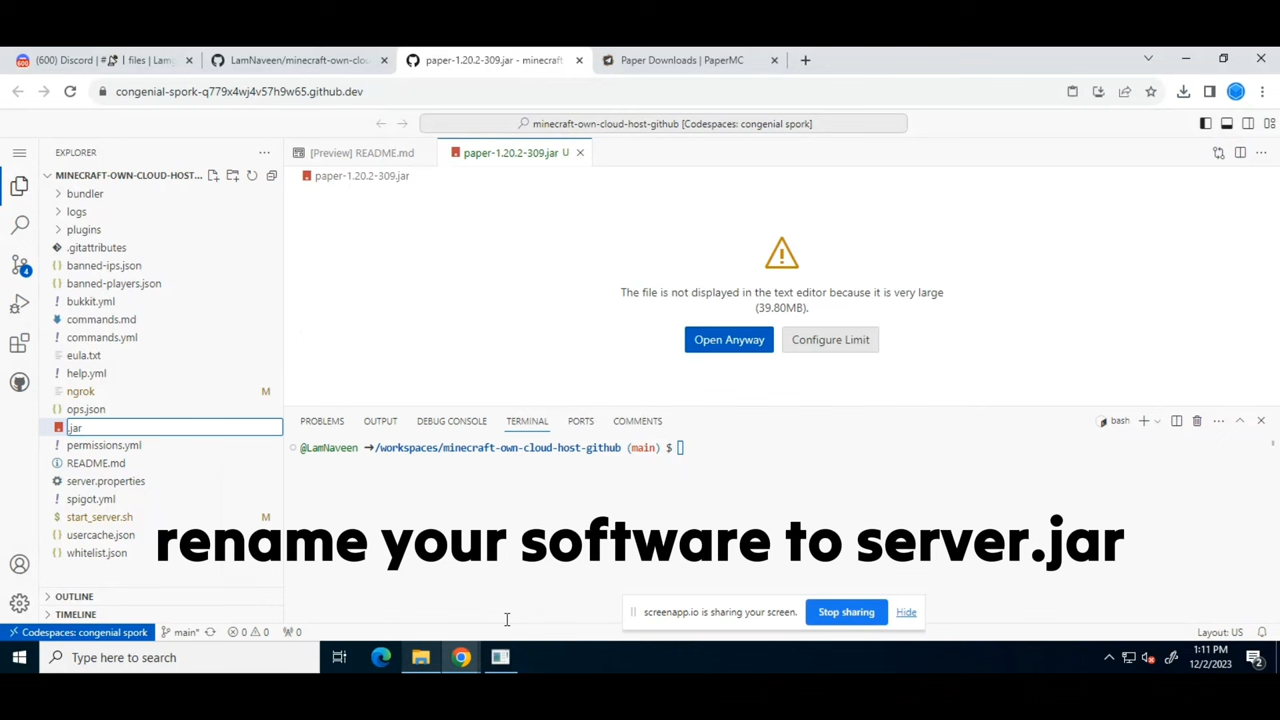 (600) Discord | #
| files | Lam
LamNaveen/minecraft-own-clo
paper-1.20.2-309.jar - minecraft
Paper Downloads | PaperMC
congenial-spork-q779x4wj4v57h9w65.github.dev
minecraft-own-cloud-host-github [Codespaces: congenial spork]
EXPLORER
[Preview] README.md
paper-1.20.2-309.jar U
MINECRAFT-OWN-CLOUD-HOST-...
paper-1.20.2-309.jar
bundler
logs
plugins
.gitattributes
banned-ips.json
banned-players.json
bukkit.yml
commands.md
commands.yml
eula.txt
help.yml
ngrok M
ops.json
.jar
permissions.yml
README.md
server.properties
spigot.yml
start_server.sh M
usercache.json
whitelist.json
OUTLINE
TIMELINE
4
The file is not displayed in the text editor because it is very large
(39.80MB).
Open Anyway
Configure Limit
PROBLEMS
OUTPUT
DEBUG CONSOLE
TERMINAL
PORTS
COMMENTS
bash
@LamNaveen ➜/workspaces/minecraft-own-cloud-host-github (main) $
rename your software to server.jar
screenapp.io is sharing your screen.
Stop sharing
Hide
Codespaces: congenial spork
main*
0
0
0
Layout: US
Type here to search
1:11 PM
12/2/2023
2